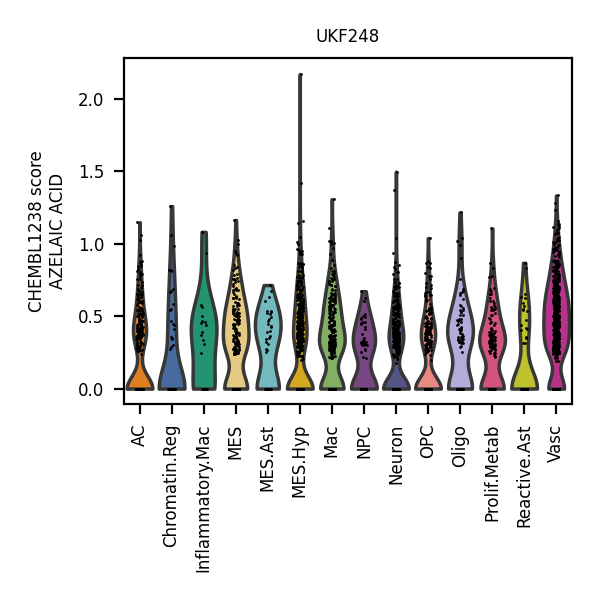 UKF248
CHEMBL1238 score
AZELAIC ACID
2.0
1.5
1.0
0.5
0.0
AC
Chromatin.Reg
Inflammatory.Mac
MES
MES.Ast
MES.Hyp
Mac
NPC
Neuron
OPC
Oligo
Prolif.Metab
Reactive.Ast
Vasc